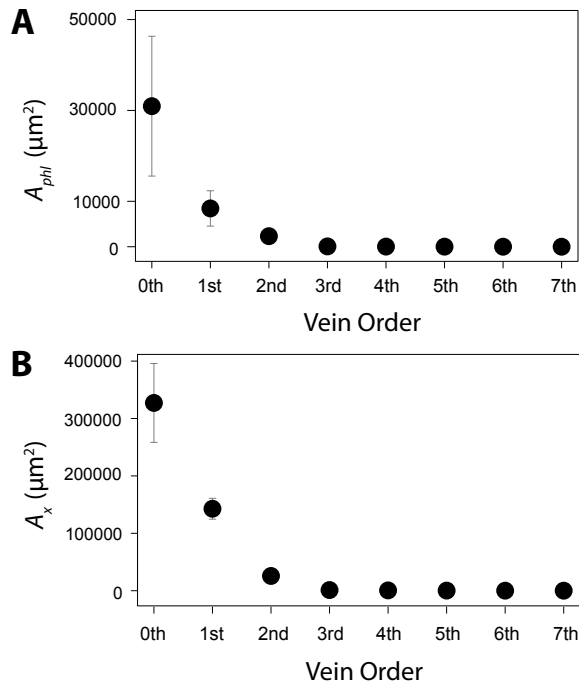 A
A_phl (µm²)
50000
30000
10000
0
0th 1st 2nd 3rd 4th 5th 6th 7th
Vein Order
B
A_x (µm²)
400000
300000
200000
100000
0
0th 1st 2nd 3rd 4th 5th 6th 7th
Vein Order